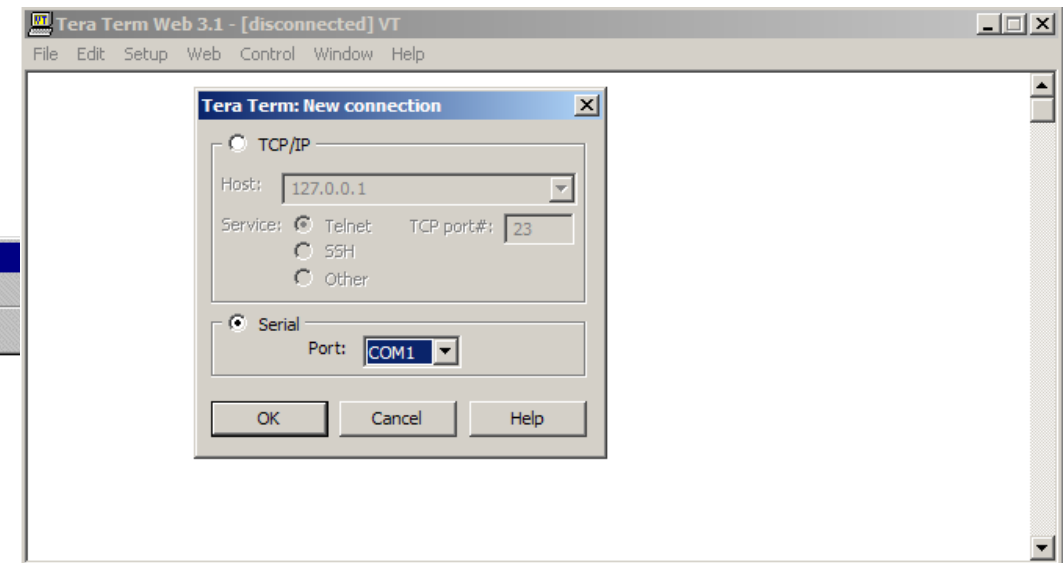 Tera Term Web 3.1 - [disconnected] VT
File Edit Setup Web Control Window Help
Tera Term: New connection
TCP/IP
Host: 127.0.0.1
Service: Telnet TCP port#: 23
SSH
Other
Serial
Port: COM1
OK Cancel Help